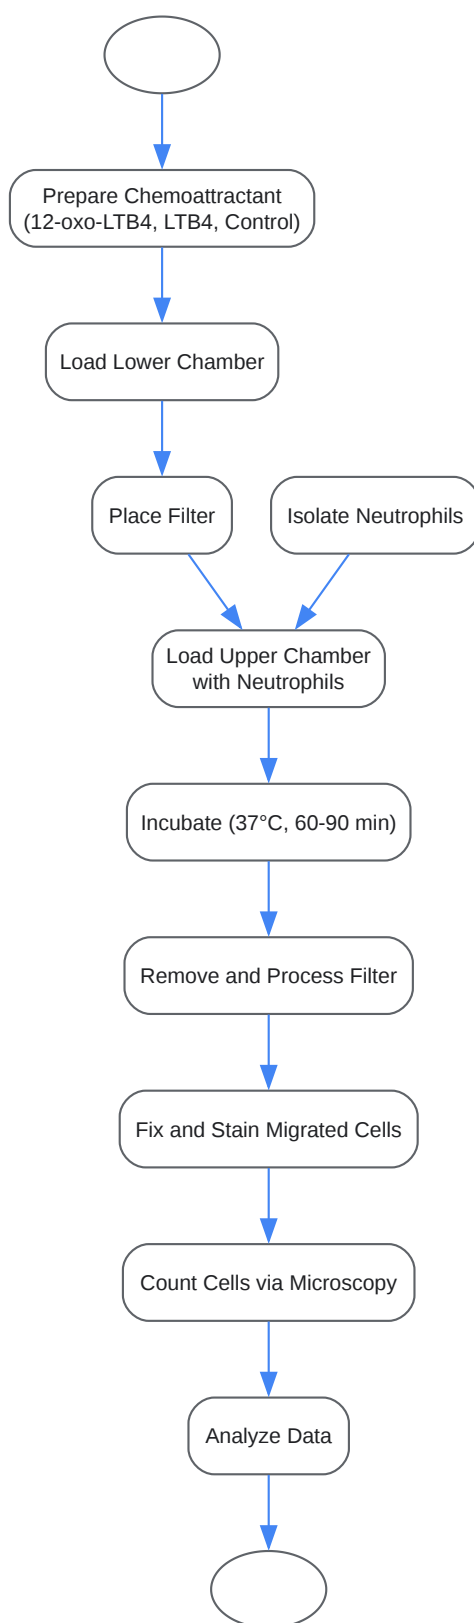 Prepare Chemoattractant
(12-oxo-LTB4, LTB4, Control)
Load Lower Chamber
Place Filter
Isolate Neutrophils
Load Upper Chamber
with Neutrophils
Incubate (37°C, 60-90 min)
Remove and Process Filter
Fix and Stain Migrated Cells
Count Cells via Microscopy
Analyze Data